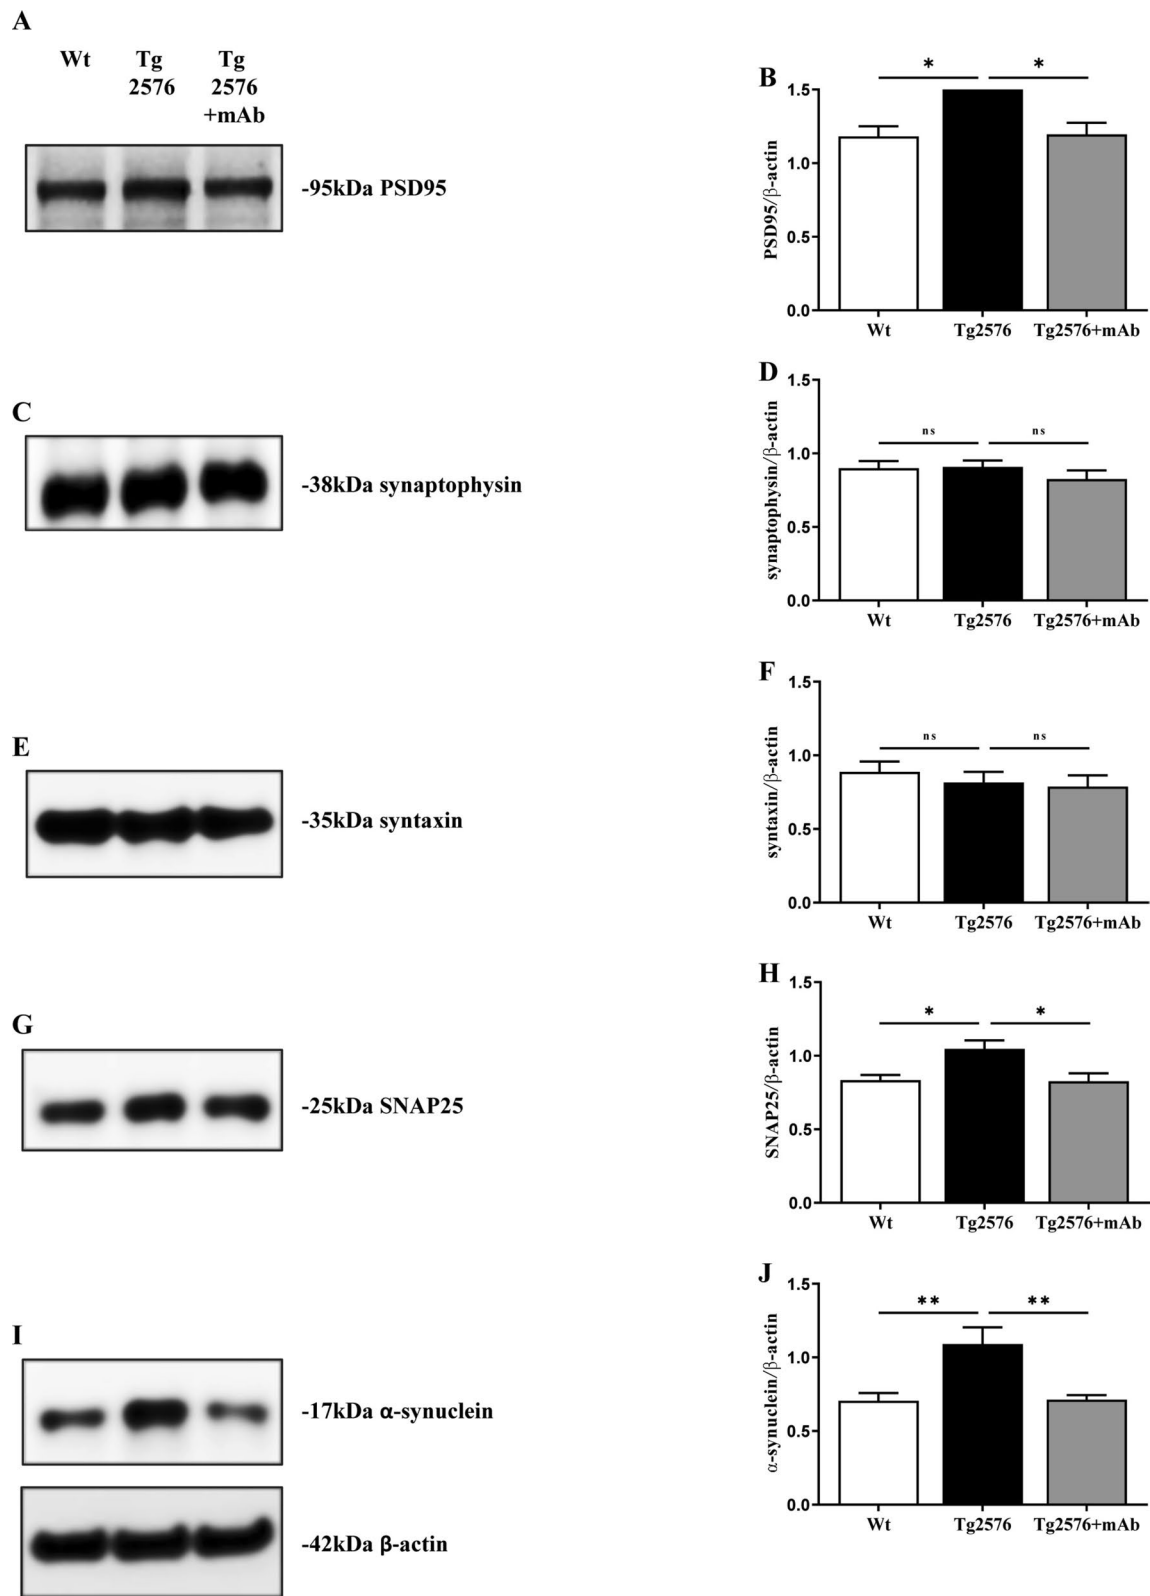 A
Wt
Tg
2576
Tg
2576
+mAb
-95kDa PSD95
B
PSD95/β-actin
1.5
1.0
0.5
0.0
*
*
Wt
Tg2576
Tg2576+mAb
C
-38kDa synaptophysin
D
synaptophysin/β-actin
1.5
1.0
0.5
0.0
ns
ns
Wt
Tg2576
Tg2576+mAb
E
-35kDa syntaxin
F
syntaxin/β-actin
1.5
1.0
0.5
0.0
ns
ns
Wt
Tg2576
Tg2576+mAb
G
-25kDa SNAP25
H
SNAP25/β-actin
1.5
1.0
0.5
0.0
*
*
Wt
Tg2576
Tg2576+mAb
I
-17kDa α-synuclein
-42kDa β-actin
J
α-synuclein/β-actin
1.5
1.0
0.5
0.0
**
**
Wt
Tg2576
Tg2576+mAb